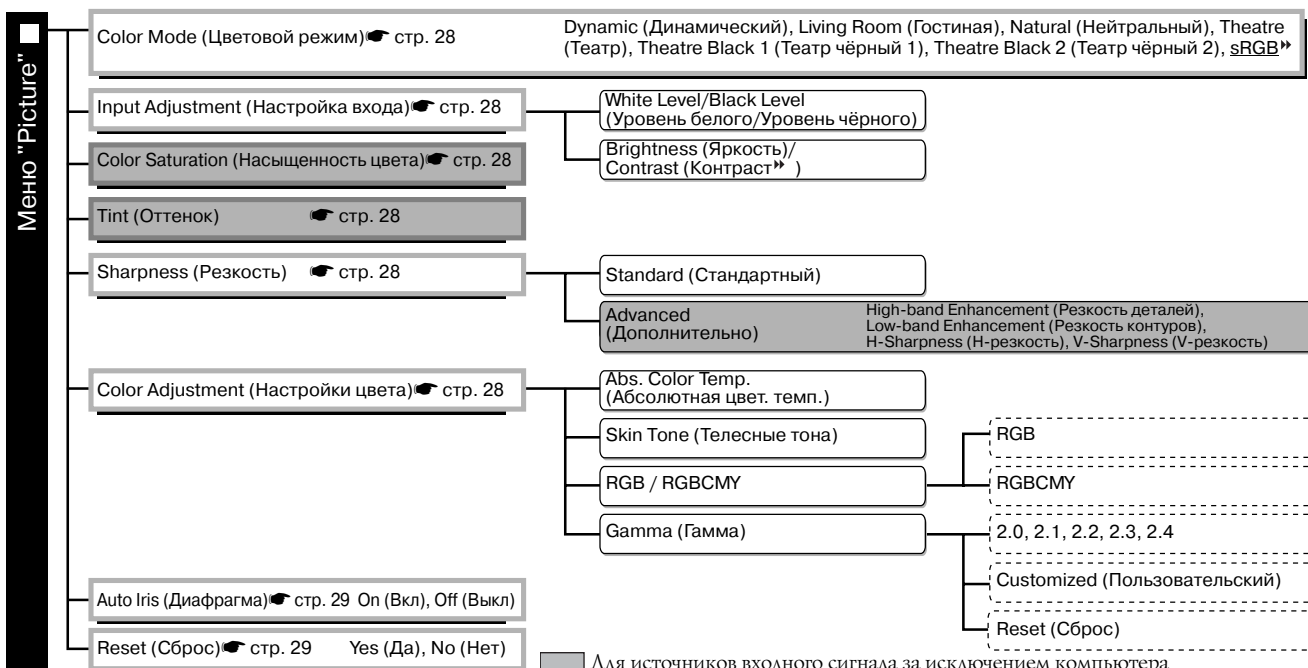 Меню "Picture"
Color Mode (Цветовой режим)☛ стр. 28
Dynamic (Динамический), Living Room (Гостиная), Natural (Нейтральный), Theatre
(Театр), Theatre Black 1 (Театр чёрный 1), Theatre Black 2 (Театр чёрный 2), sRGB
Input Adjustment (Настройка входа)☛ стр. 28
White Level/Black Level
(Уровень белого/Уровень чёрного)
Brightness (Яркость)/
Contrast (Контраст )
Color Saturation (Насыщенность цвета)☛ стр. 28
Tint (Оттенок) ☛ стр. 28
Sharpness (Резкость) ☛ стр. 28
Standard (Стандартный)
Advanced
(Дополнительно)
High-band Enhancement (Резкость деталей),
Low-band Enhancement (Резкость контуров),
H-Sharpness (H-резкость), V-Sharpness (V-резкость)
Color Adjustment (Настройки цвета)☛ стр. 28
Abs. Color Temp.
(Абсолютная цвет. темп.)
Skin Tone (Телесные тона)
RGB / RGBCMY
RGB
RGBCMY
Gamma (Гамма)
2.0, 2.1, 2.2, 2.3, 2.4
Customized (Пользовательский)
Reset (Сброс)
Auto Iris (Диафрагма)☛ стр. 29 On (Вкл), Off (Выкл)
Reset (Сброс)☛ стр. 29 Yes (Да), No (Нет)
Для источников входного сигнала за исключением компьютера